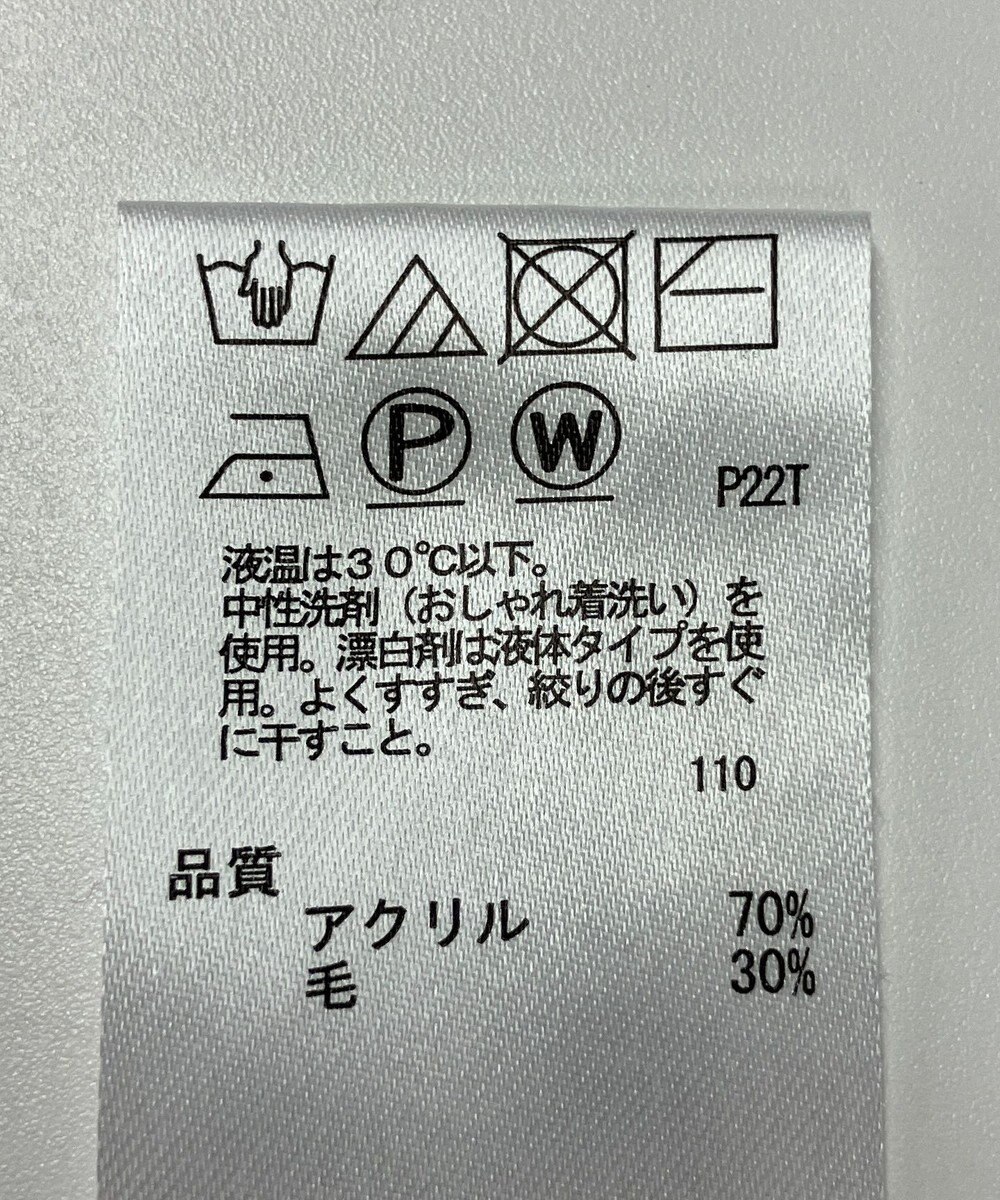 P W P22T
液温は30℃以下。
中性洗剤（おしゃれ着洗い）を
使用。漂白剤は液体タイプを使
用。よくすすぎ、絞りの後すぐ
に干すこと。
110
品質
アクリル 70%
毛 30%